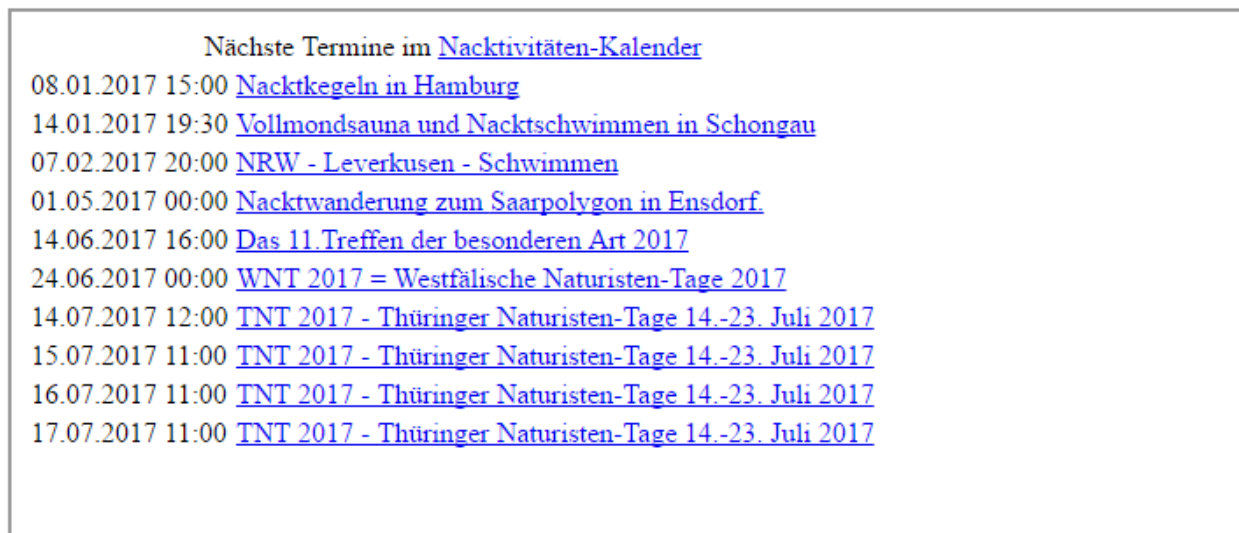 Nächste Termine im Nacktivitäten-Kalender
08.01.2017 15:00 Nacktkegeln in Hamburg
14.01.2017 19:30 Vollmondsauna und Nacktschwimmen in Schongau
07.02.2017 20:00 NRW - Leverkusen - Schwimmen
01.05.2017 00:00 Nacktwanderung zum Saarpolygon in Ensdorf.
14.06.2017 16:00 Das 11.Treffen der besonderen Art 2017
24.06.2017 00:00 WNT 2017 = Westfälische Naturisten-Tage 2017
14.07.2017 12:00 TNT 2017 - Thüringer Naturisten-Tage 14.-23. Juli 2017
15.07.2017 11:00 TNT 2017 - Thüringer Naturisten-Tage 14.-23. Juli 2017
16.07.2017 11:00 TNT 2017 - Thüringer Naturisten-Tage 14.-23. Juli 2017
17.07.2017 11:00 TNT 2017 - Thüringer Naturisten-Tage 14.-23. Juli 2017